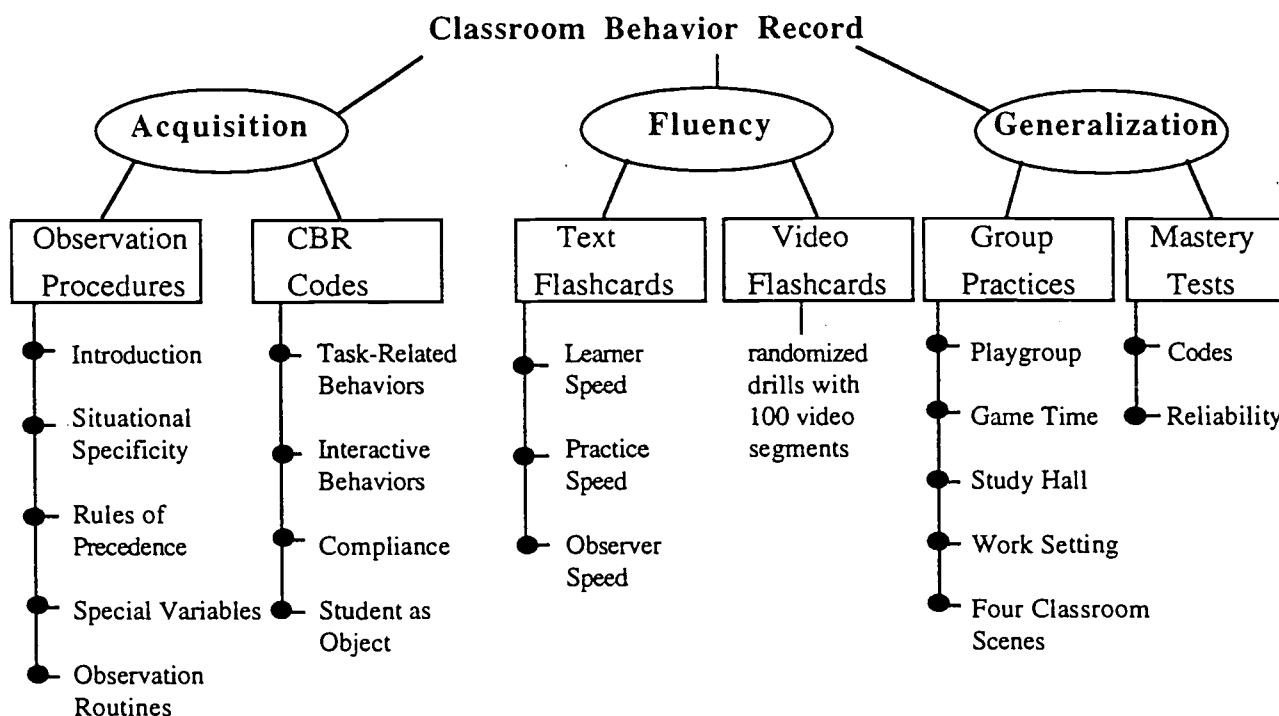 Classroom Behavior Record
Acquisition
Fluency
Generalization
Observation
Procedures
CBR
Codes
Text
Flashcards
Video
Flashcards
Group
Practices
Mastery
Tests
Introduction
Situational
Specificity
Rules of
Precedence
Special Variables
Observation
Routines
Task-Related
Behaviors
Interactive
Behaviors
Compliance
Student as
Object
Learner
Speed
Practice
Speed
Observer
Speed
randomized
drills with
100 video
segments
Playgroup
Game Time
Study Hall
Work Setting
Four Classroom
Scenes
Codes
Reliability